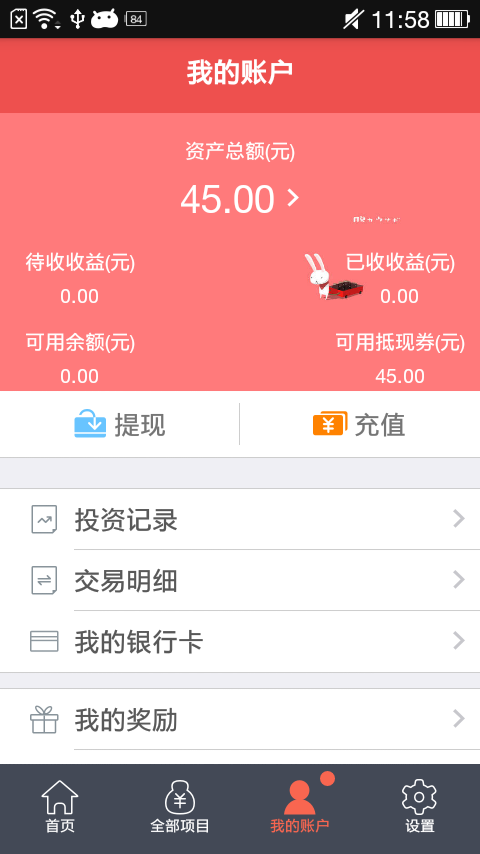 84 11:58
我的账户
资产总额(元)
45.00
待收收益(元) 已收收益(元)
0.00 0.00
可用余额(元) 可用抵现券(元)
0.00 45.00
提现 充值
投资记录
交易明细
我的银行卡
我的奖励
首页 全部项目 我的账户 设置